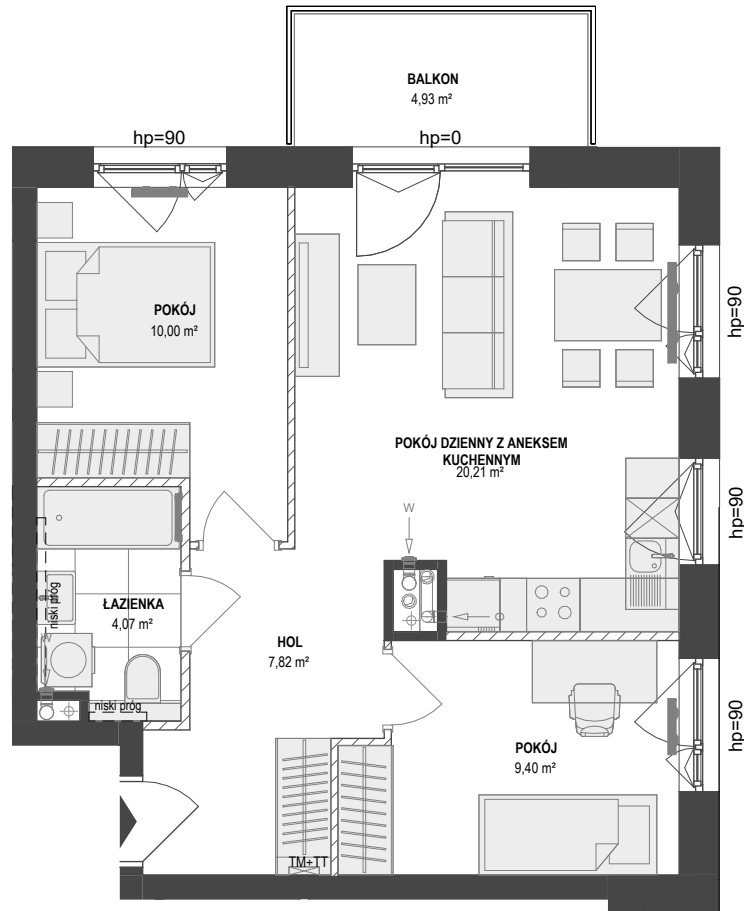 BALKON
4,93 m²
hp=90
hp=0
POKÓJ
10,00 m²
hp=90
POKÓJ DZIENNY Z ANEKSEM
KUCHENNYM
20,21 m²
hp=90
W
niski próg
ŁAZIENKA
4,07 m²
HOL
7,82 m²
O
W
niski próg
POKÓJ
9,40 m²
hp=90
TM+TT